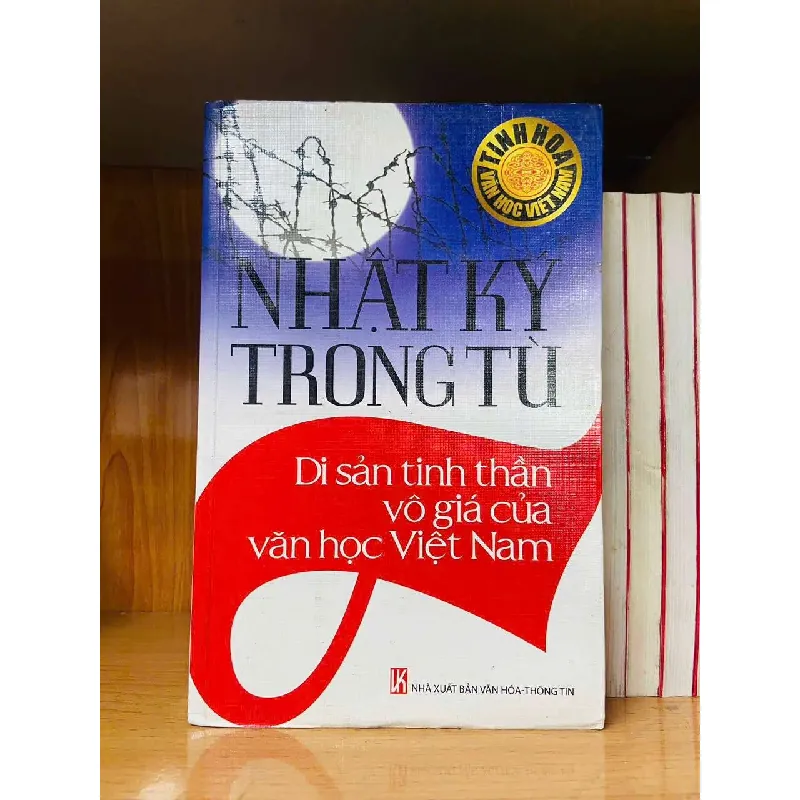 TINH HOA
VĂN HỌC VIỆT NAM
NHẬT KÝ
TRONG TÙ
Di sản tinh thần
vô giá của
văn học Việt Nam
VK NHÀ XUẤT BẢN VĂN HÓA-THÔNG TIN